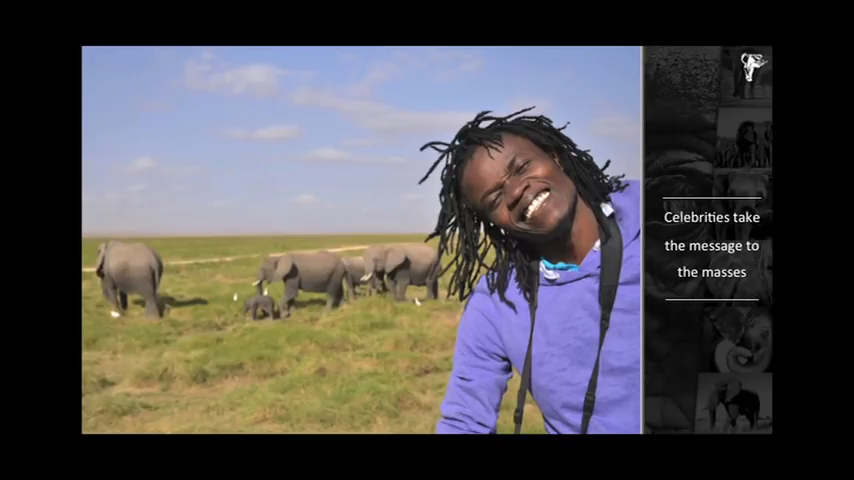 Celebrities take
the message to
the masses